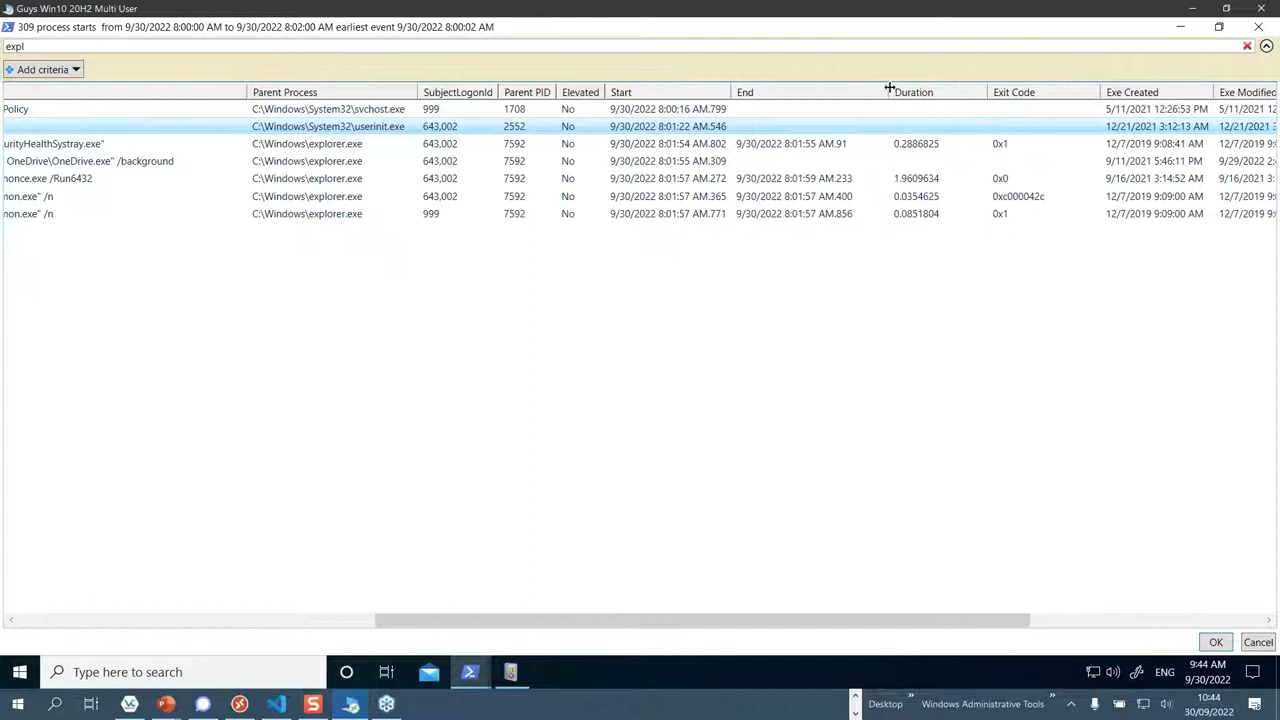 Guys Win10 20H2 Multi User
309 process starts from 9/30/2022 8:00:00 AM to 9/30/2022 8:02:00 AM earliest event 9/30/2022 8:00:02 AM
expl
Add criteria
Parent Process SubjectLogonId Parent PID Elevated Start End Duration Exit Code Exe Created Exe Modified
Policy C:\Windows\System32\svchost.exe 999 1708 No 9/30/2022 8:00:16 AM.799 5/11/2021 12:26:53 PM 5/11/2021 12
C:\Windows\System32\userinit.exe 643,002 2552 No 9/30/2022 8:01:22 AM.546 12/21/2021 3:12:13 AM 12/21/2021 3
urityHealthSystray.exe" C:\Windows\explorer.exe 643,002 7592 No 9/30/2022 8:01:54 AM.802 9/30/2022 8:01:55 AM.91 0.2886825 0x1 12/7/2019 9:08:41 AM 12/7/2019 9:
OneDrive\OneDrive.exe" /background C:\Windows\explorer.exe 643,002 7592 No 9/30/2022 8:01:55 AM.309 9/11/2021 5:46:11 PM 9/29/2022 2
nonce.exe /Run6432 C:\Windows\explorer.exe 643,002 7592 No 9/30/2022 8:01:57 AM.272 9/30/2022 8:01:59 AM.233 1.9609634 0x0 9/16/2021 3:14:52 AM 9/16/2021 3
non.exe" /n C:\Windows\explorer.exe 643,002 7592 No 9/30/2022 8:01:57 AM.365 9/30/2022 8:01:57 AM.400 0.0354625 0xc000042c 12/7/2019 9:09:00 AM 12/7/2019 9:
non.exe" /n C:\Windows\explorer.exe 999 7592 No 9/30/2022 8:01:57 AM.771 9/30/2022 8:01:57 AM.856 0.0851804 0x1 12/7/2019 9:09:00 AM 12/7/2019 9:
OK Cancel
Type here to search
ENG
9:44 AM
9/30/2022
Desktop
Windows Administrative Tools
10:44
30/09/2022